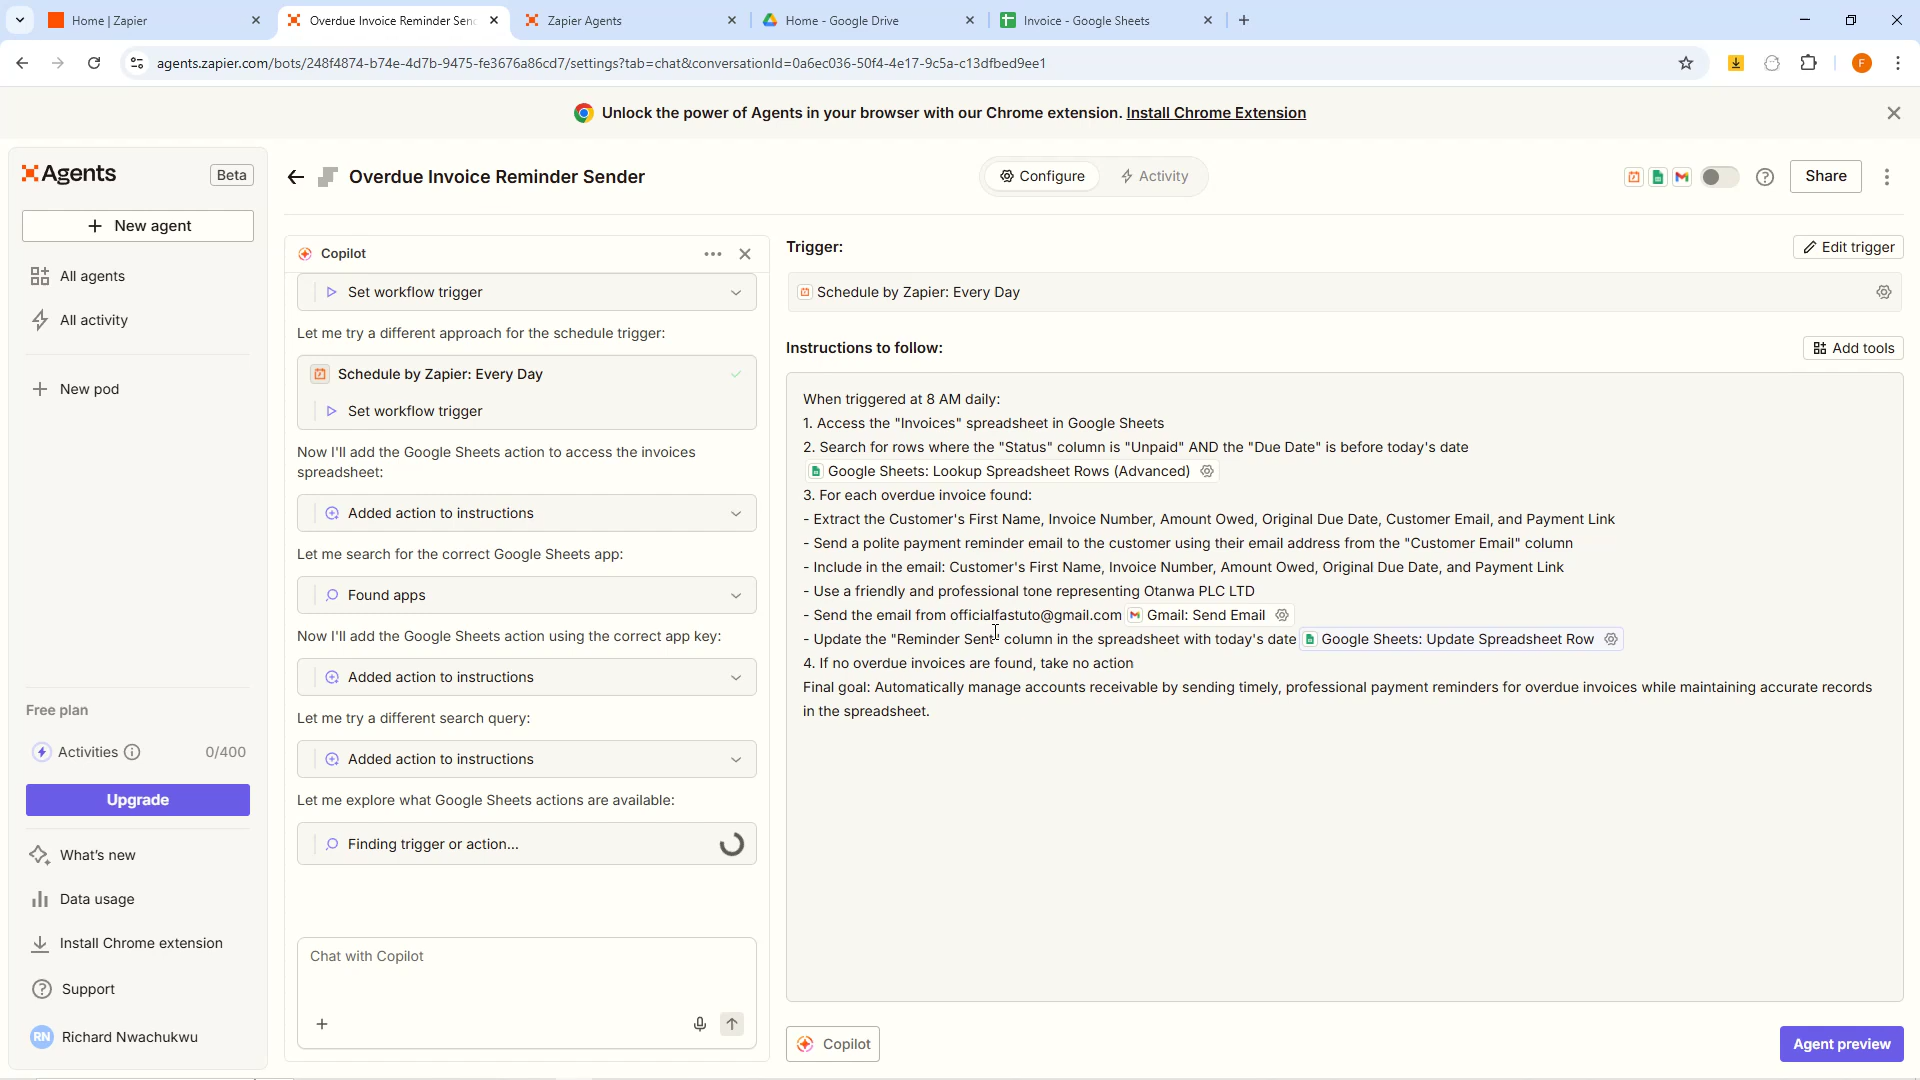 Home | Zapier
Overdue Invoice Reminder Senc
Zapier Agents
Home - Google Drive
Invoice - Google Sheets
agents.zapier.com/bots/248f4874-b74e-4d7b-9475-fe3676a86cd7/settings?tab=chat&conversationId=0a6ec036-50f4-4e17-9c5a-c13dfbed9ee1
F
Unlock the power of Agents in your browser with our Chrome extension. Install Chrome Extension
Agents
Beta
New agent
All agents
All activity
New pod
Free plan
Activities
0/400
Upgrade
What's new
Data usage
Install Chrome extension
Support
RN
Richard Nwachukwu
Overdue Invoice Reminder Sender
Configure
Activity
Share
Copilot
Set workflow trigger
Let me try a different approach for the schedule trigger:
Schedule by Zapier: Every Day
Set workflow trigger
Now I'll add the Google Sheets action to access the invoices
spreadsheet:
Added action to instructions
Let me search for the correct Google Sheets app:
Found apps
Now I'll add the Google Sheets action using the correct app key:
Added action to instructions
Let me try a different search query:
Added action to instructions
Let me explore what Google Sheets actions are available:
Finding trigger or action...
Chat with Copilot
Trigger:
Edit trigger
Schedule by Zapier: Every Day
Instructions to follow:
Add tools
When triggered at 8 AM daily:
1. Access the "Invoices" spreadsheet in Google Sheets
2. Search for rows where the "Status" column is "Unpaid" AND the "Due Date" is before today's date
Google Sheets: Lookup Spreadsheet Rows (Advanced)
3. For each overdue invoice found:
- Extract the Customer's First Name, Invoice Number, Amount Owed, Original Due Date, Customer Email, and Payment Link
- Send a polite payment reminder email to the customer using their email address from the "Customer Email" column
- Include in the email: Customer's First Name, Invoice Number, Amount Owed, Original Due Date, and Payment Link
- Use a friendly and professional tone representing Otanwa PLC LTD
- Send the email from officialfastuto@gmail.com Gmail: Send Email
- Update the "Reminder Sent" column in the spreadsheet with today's date Google Sheets: Update Spreadsheet Row
4. If no overdue invoices are found, take no action
Final goal: Automatically manage accounts receivable by sending timely, professional payment reminders for overdue invoices while maintaining accurate records
in the spreadsheet.
Copilot
Agent preview